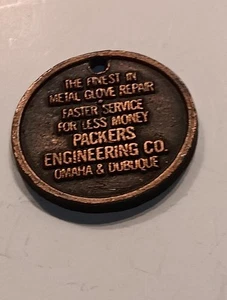 THE FINEST IN
METAL GLOVE REPAIR
FASTER SERVICE
FOR LESS MONEY
PACKERS
ENGINEERING CO.
OMAHA & DUBUQUE